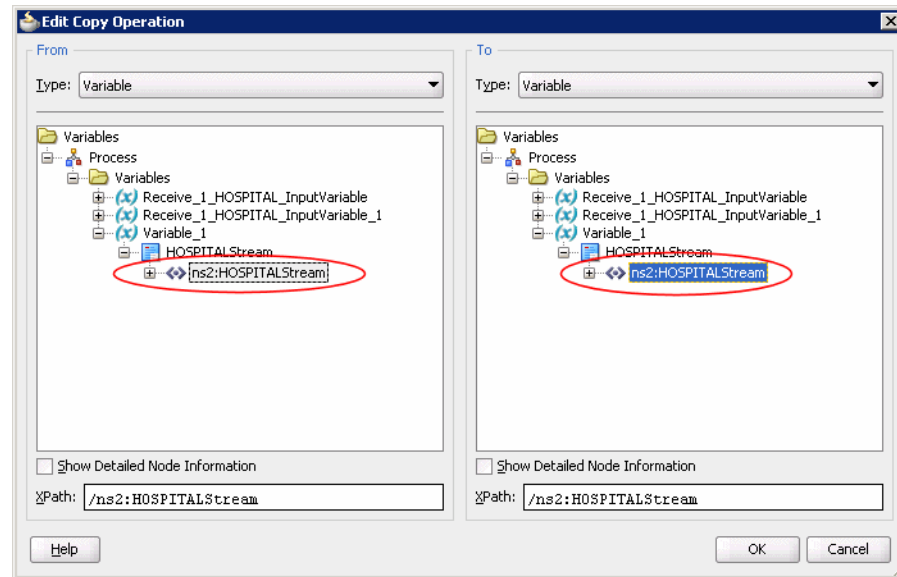 Edit Copy Operation
From
Type: Variable
Variables
Process
Variables
Receive_1_HOSPITAL_InputVariable
Receive_1_HOSPITAL_InputVariable_1
Variable_1
HOSPITALStream
ns2:HOSPITALStream
Show Detailed Node Information
XPath: /ns2:HOSPITALStream
To
Type: Variable
Variables
Process
Variables
Receive_1_HOSPITAL_InputVariable
Receive_1_HOSPITAL_InputVariable_1
Variable_1
HOSPITALStream
ns2:HOSPITALStream
Show Detailed Node Information
XPath: /ns2:HOSPITALStream
Help
OK
Cancel